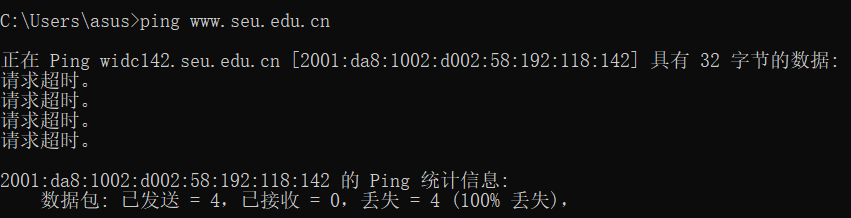 C:\Users\asus>ping www.seu.edu.cn
正在 Ping widc142.seu.edu.cn [2001:da8:1002:d002:58:192:118:142] 具有 32 字节的数据:
请求超时。
请求超时。
请求超时。
请求超时。
2001:da8:1002:d002:58:192:118:142 的 Ping 统计信息:
数据包: 已发送 = 4，已接收 = 0，丢失 = 4 (100% 丢失)，